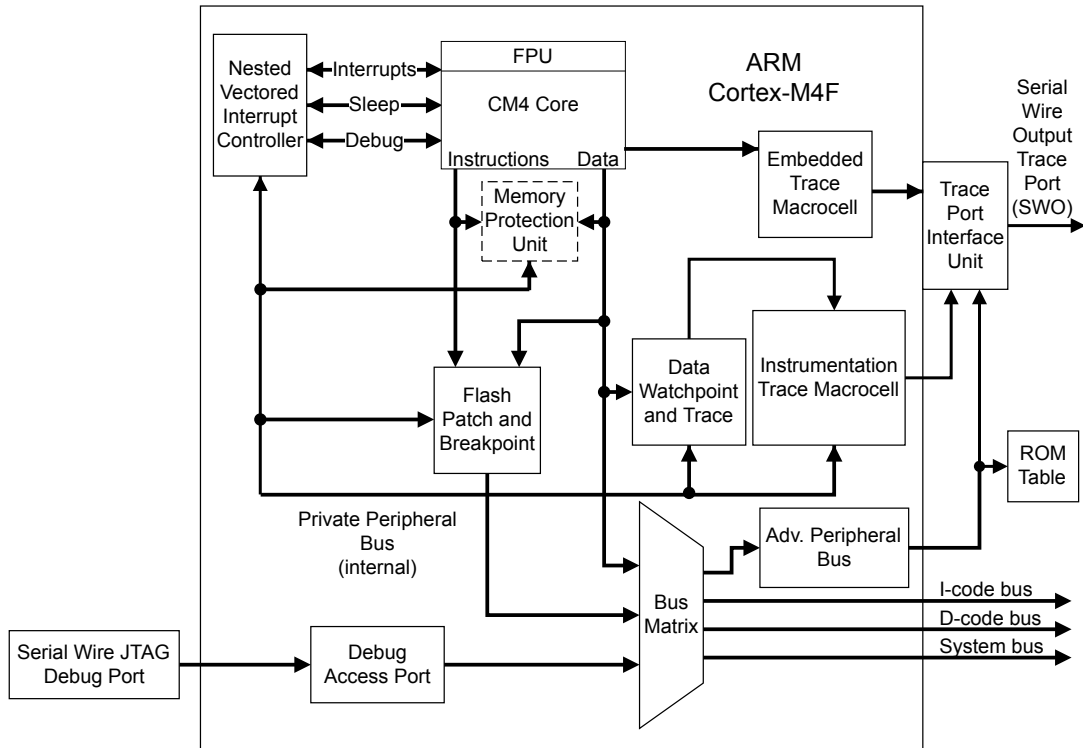 Nested
Vectored
Interrupt
Controller
Interrupts
Sleep
Debug
FPU
CM4 Core
Instructions
Data
ARM
Cortex-M4F
Serial
Wire
Output
Trace
Port
(SWO)
Embedded
Trace
Macrocell
Trace
Port
Interface
Unit
Memory
Protection
Unit
Flash
Patch and
Breakpoint
Data
Watchpoint
and Trace
Instrumentation
Trace Macrocell
ROM
Table
Private Peripheral
Bus
(internal)
Adv. Peripheral
Bus
Bus
Matrix
I-code bus
D-code bus
System bus
Serial Wire JTAG
Debug Port
Debug
Access Port